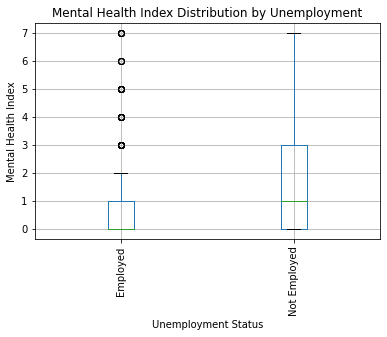 Mental Health Index Distribution by Unemployment
7
6
5
4
3
2
1
0
Mental Health Index
Employed
Not Employed
Unemployment Status